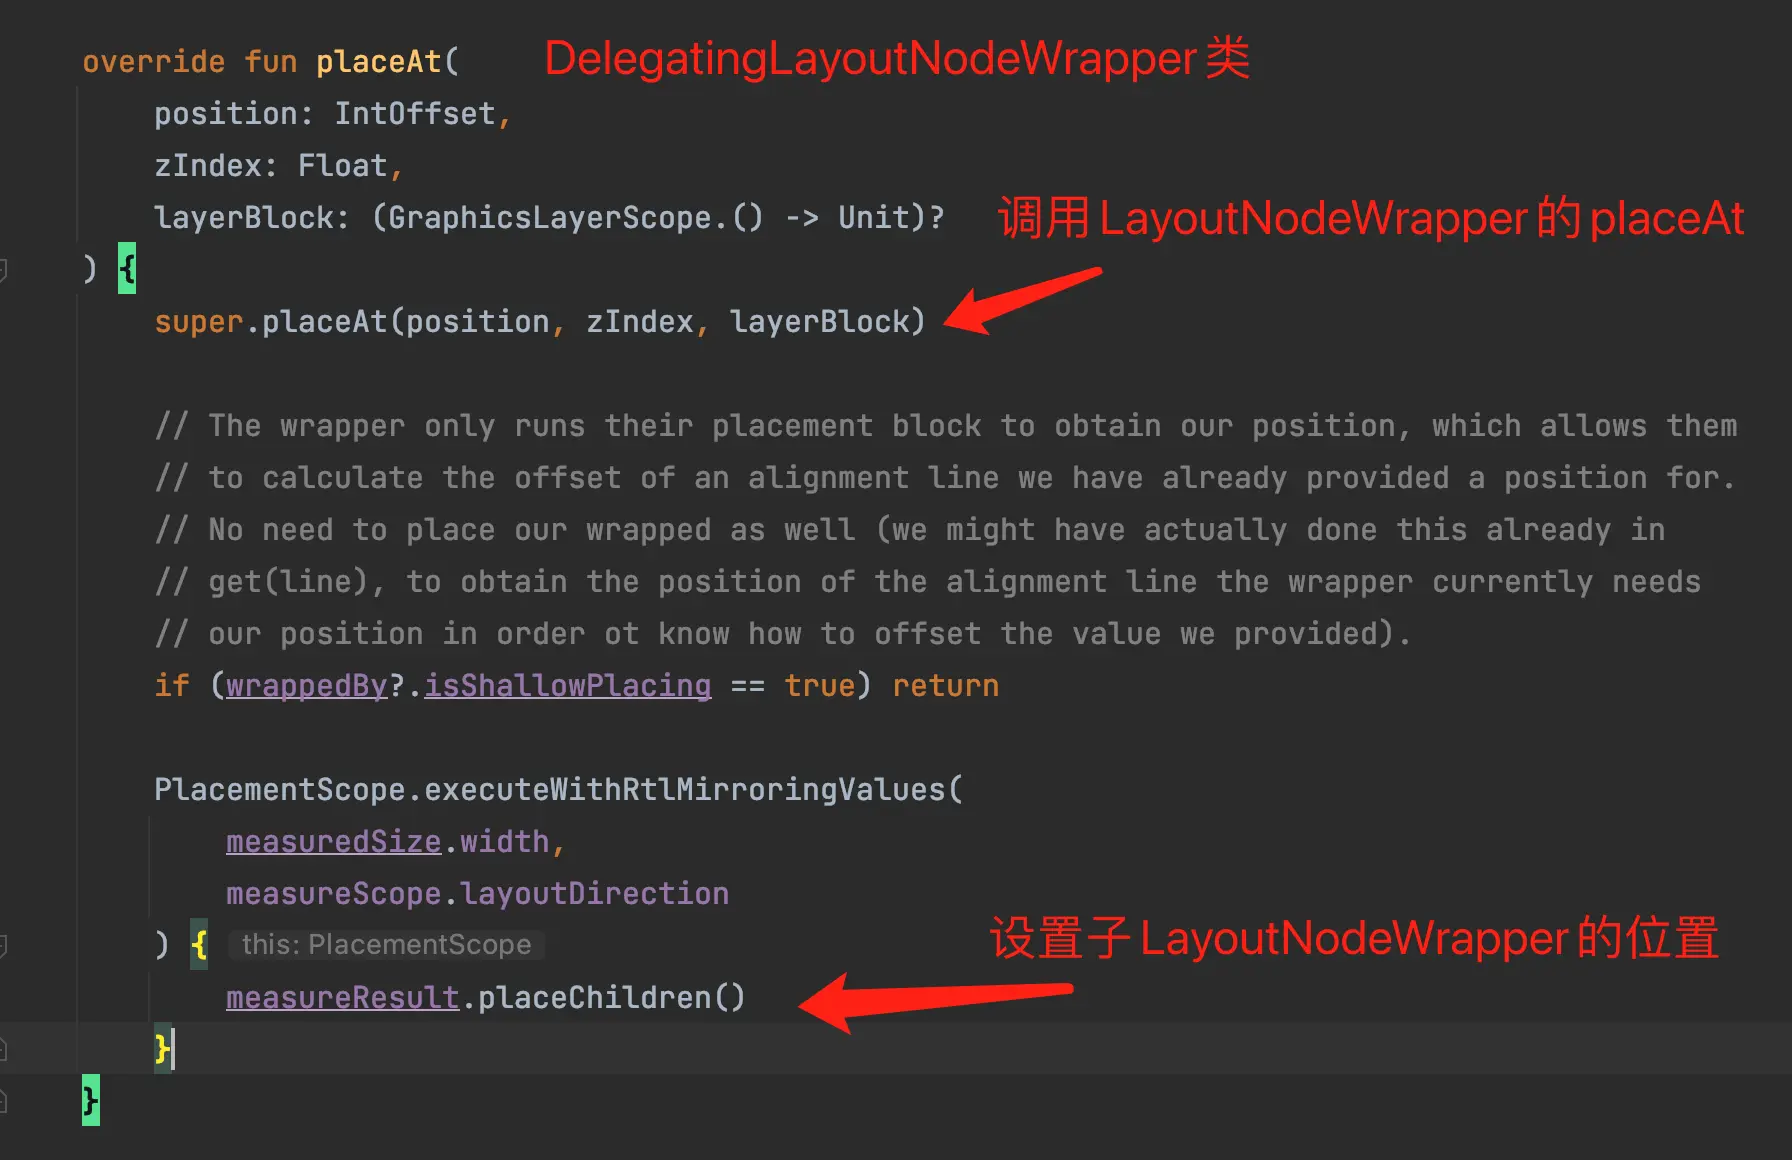 override fun placeAt( DelegatingLayoutNodeWrapper 类
position: IntOffset,
zIndex: Float,
layerBlock: (GraphicsLayerScope.() -> Unit)? 调用 LayoutNodeWrapper 的 placeAt
) {
super.placeAt(position, zIndex, layerBlock)
// The wrapper only runs their placement block to obtain our position, which allows them
// to calculate the offset of an alignment line we have already provided a position for.
// No need to place our wrapped as well (we might have actually done this already in
// get(line), to obtain the position of the alignment line the wrapper currently needs
// our position in order ot know how to offset the value we provided).
if (wrappedBy?.isShallowPlacing == true) return
PlacementScope.executeWithRtlMirroringValues(
measuredSize.width,
measureScope.layoutDirection
) { this: PlacementScope 设置子 LayoutNodeWrapper 的位置
measureResult.placeChildren()
}
}